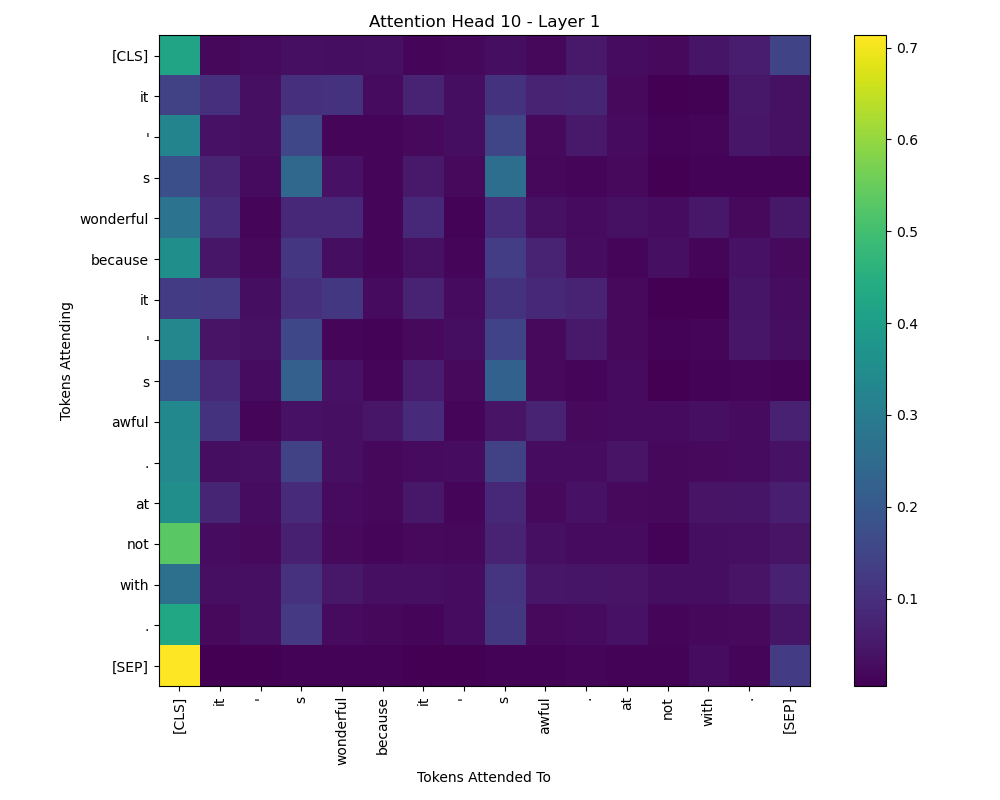 Attention Head 10 - Layer 1
[CLS]
it
'
s
wonderful
because
it
'
s
awful
.
at
not
with
.
[SEP]
Tokens Attending
[CLS]
it
'
s
wonderful
because
it
'
s
awful
.
at
not
with
.
[SEP]
Tokens Attended To
0.7
0.6
0.5
0.4
0.3
0.2
0.1